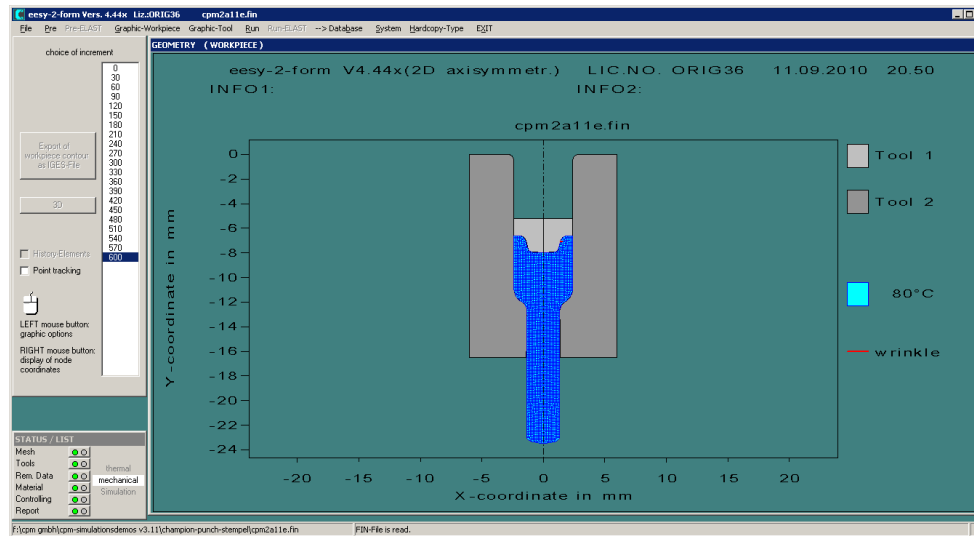 eesy-2-form Vers. 4.44x Liz.:ORIG36 cpm2a11e.fin
File Pre Pre-ELAST Graphic-Workpiece Graphic-Tool Run Run-ELAST --> Database System Hardcopy-Type EXIT
choice of increment
0
30
60
90
120
150
180
210
240
270
300
330
360
390
420
450
480
510
540
570
600
Export of
workpiece contour
as IGES-File
3D
History Elements
Point tracking
LEFT mouse button:
graphic options
RIGHT mouse button:
display of node
coordinates
STATUS / LIST
Mesh
Tools
Rem. Data
Material
Controlling
Report
thermal
mechanical
Simulation
GEOMETRY (WORKPIECE)
eesy-2-form V4.44x(2D axisymmetr.) LIC.NO. ORIG36 11.09.2010 20.50
INFO1: INFO2:
cpm2a11e.fin
Y-coordinate in mm
0
-2
-4
-6
-8
-10
-12
-14
-16
-18
-20
-22
-24
-20 -15 -10 -5 0 5 10 15 20
X-coordinate in mm
Tool 1
Tool 2
80°C
wrinkle
F:\cpm gmbh\cpm-simulationsdemos v3.11\champion-punch-stempel\cpm2a11e.fin FIN-File is read.